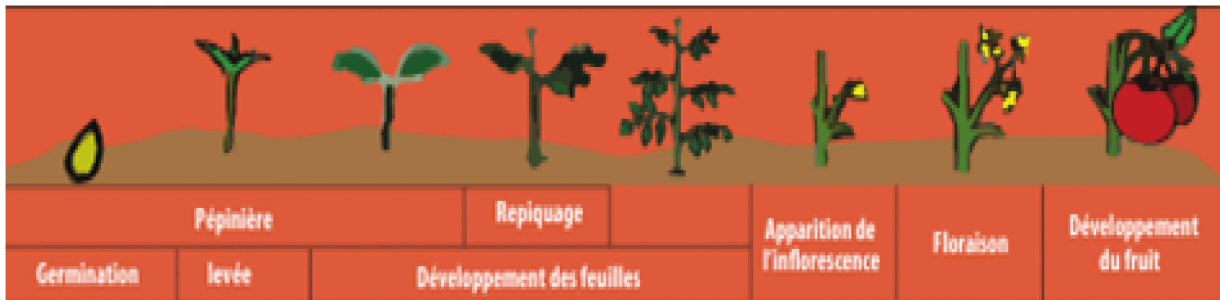 Pépinière
Repiquage
Apparition de
l'inflorescence
Floraison
Développement
du fruit
Germination
levée
Développement des feuilles